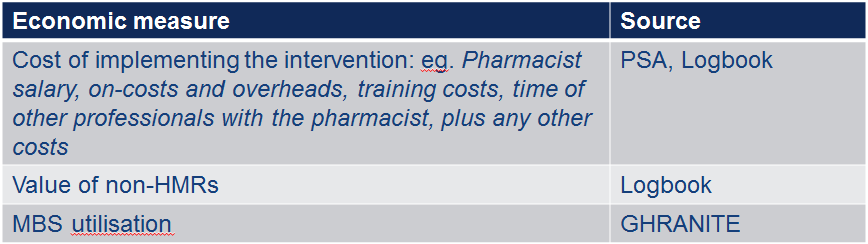 Economic measure Source
Cost of implementing the intervention: eg. Pharmacist PSA, Logbook
salary, on-costs and overheads, training costs, time of
other professionals with the pharmacist, plus any other
costs
Value of non-HMRs Logbook
MBS utilisation GHRANITE